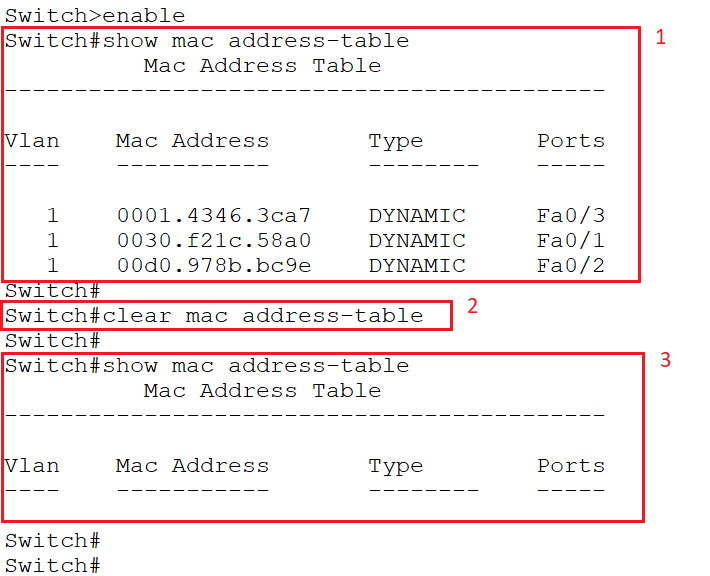 Switch>enable
Switch#show mac address-table 1
Mac Address Table
-------------------------------------------
Vlan Mac Address Type Ports
---- ----------- -------- -----
1 0001.4346.3ca7 DYNAMIC Fa0/3
1 0030.f21c.58a0 DYNAMIC Fa0/1
1 00d0.978b.bc9e DYNAMIC Fa0/2
Switch#
Switch#clear mac address-table 2
Switch#
Switch#show mac address-table 3
Mac Address Table
-------------------------------------------
Vlan Mac Address Type Ports
---- ----------- -------- -----
Switch#
Switch#